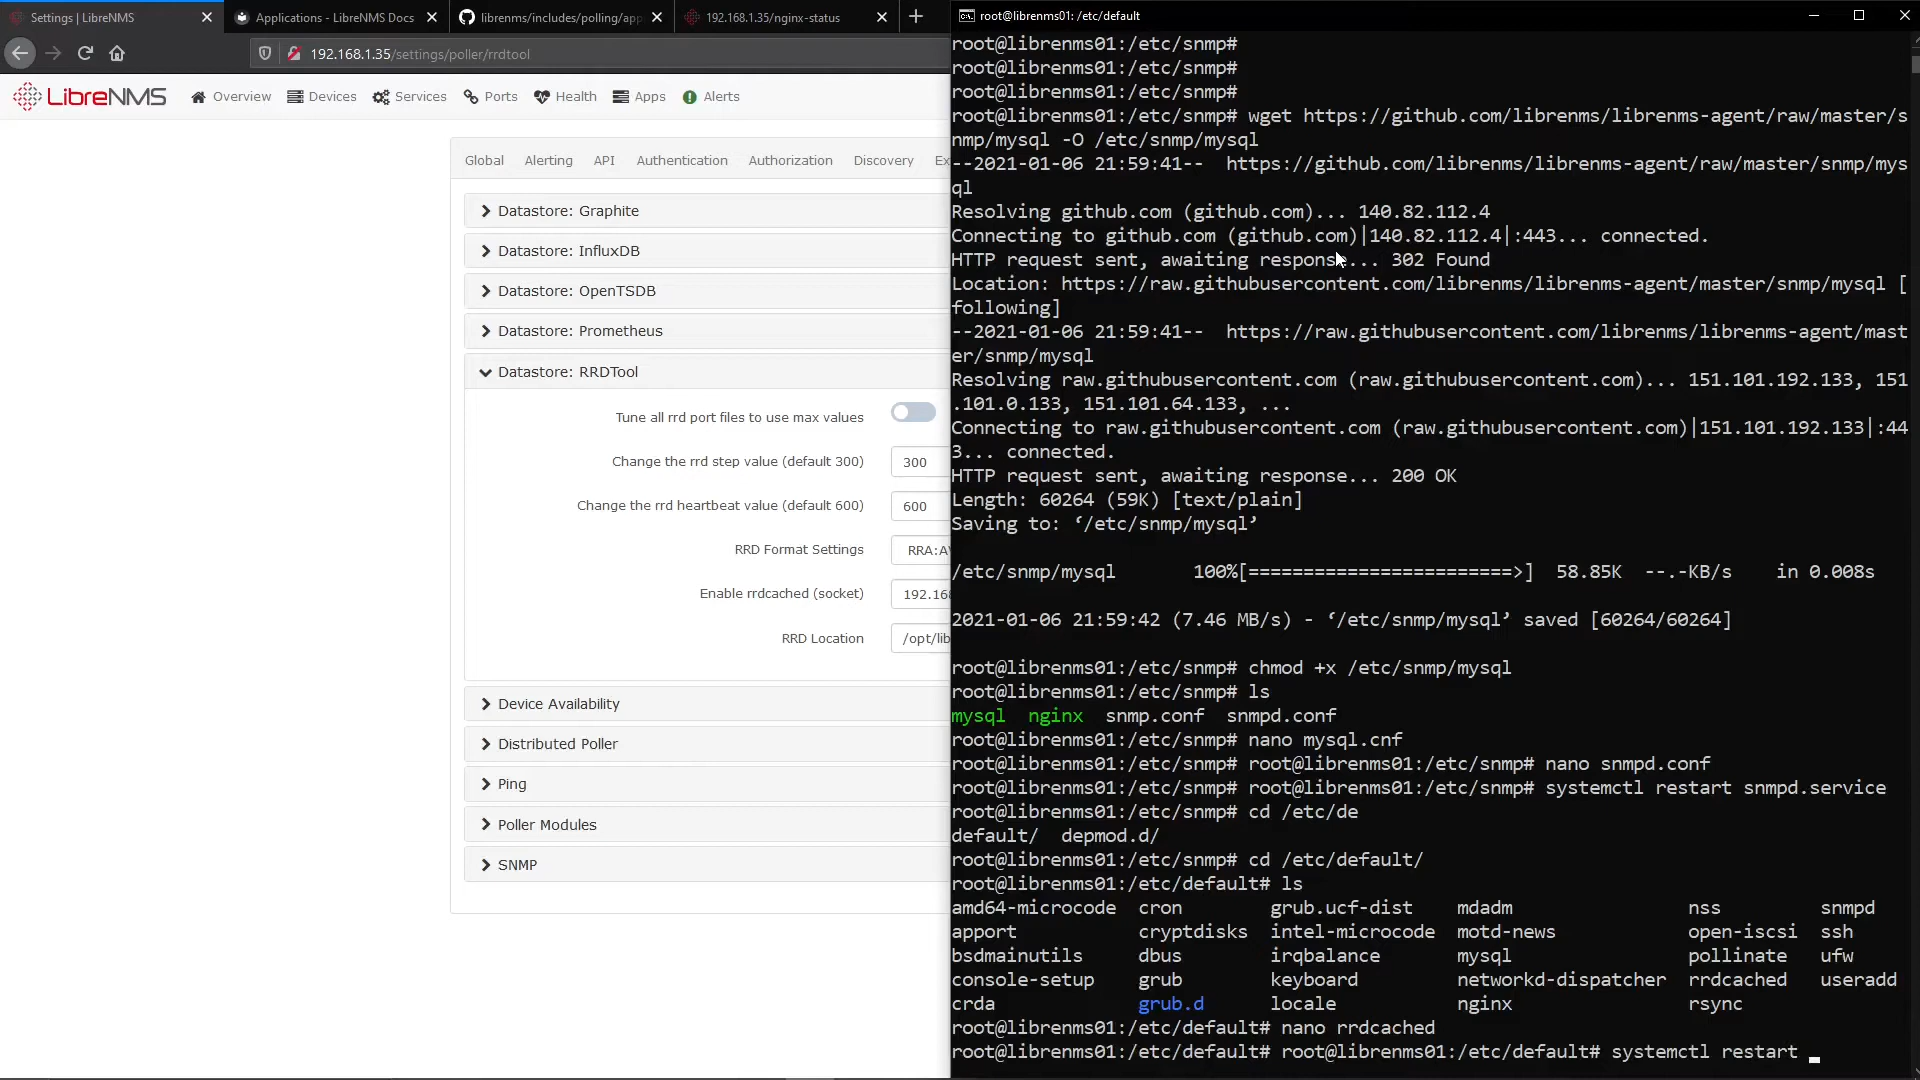 Settings | LibreNMS
Applications - LibreNMS Docs
librenms/includes/polling/app
192.168.1.35/nginx-status
192.168.1.35/settings/poller/rrdtool
LibreNMS
Overview
Devices
Services
Ports
Health
Apps
Alerts
Global
Alerting
API
Authentication
Authorization
Discovery
Ex
Datastore: Graphite
Datastore: InfluxDB
Datastore: OpenTSDB
Datastore: Prometheus
Datastore: RRDTool
Tune all rrd port files to use max values
Change the rrd step value (default 300)
300
Change the rrd heartbeat value (default 600)
600
RRD Format Settings
RRA:A
Enable rrdcached (socket)
192.16
RRD Location
/opt/lib
Device Availability
Distributed Poller
Ping
Poller Modules
SNMP
root@librenms01: /etc/default
root@librenms01:/etc/snmp#
root@librenms01:/etc/snmp#
root@librenms01:/etc/snmp#
root@librenms01:/etc/snmp# wget https://github.com/librenms/librenms-agent/raw/master/s
nmp/mysql -O /etc/snmp/mysql
--2021-01-06 21:59:41--  https://github.com/librenms/librenms-agent/raw/master/snmp/mys
ql
Resolving github.com (github.com)... 140.82.112.4
Connecting to github.com (github.com)|140.82.112.4|:443... connected.
HTTP request sent, awaiting response... 302 Found
Location: https://raw.githubusercontent.com/librenms/librenms-agent/master/snmp/mysql [
following]
--2021-01-06 21:59:41--  https://raw.githubusercontent.com/librenms/librenms-agent/mast
er/snmp/mysql
Resolving raw.githubusercontent.com (raw.githubusercontent.com)... 151.101.192.133, 151
.101.0.133, 151.101.64.133, ...
Connecting to raw.githubusercontent.com (raw.githubusercontent.com)|151.101.192.133|:44
3... connected.
HTTP request sent, awaiting response... 200 OK
Length: 60264 (59K) [text/plain]
Saving to: ‘/etc/snmp/mysql’
/etc/snmp/mysql       100%[========================>]  58.85K  --.-KB/s    in 0.008s
2021-01-06 21:59:42 (7.46 MB/s) - ‘/etc/snmp/mysql’ saved [60264/60264]
root@librenms01:/etc/snmp# chmod +x /etc/snmp/mysql
root@librenms01:/etc/snmp# ls
mysql  nginx  snmp.conf  snmpd.conf
root@librenms01:/etc/snmp# nano mysql.cnf
root@librenms01:/etc/snmp# root@librenms01:/etc/snmp# nano snmpd.conf
root@librenms01:/etc/snmp# root@librenms01:/etc/snmp# systemctl restart snmpd.service
root@librenms01:/etc/snmp# cd /etc/de
default/  depmod.d/
root@librenms01:/etc/snmp# cd /etc/default/
root@librenms01:/etc/default# ls
amd64-microcode  cron        grub.ucf-dist    mdadm                nss         snmpd
apport           cryptdisks  intel-microcode  motd-news            open-iscsi  ssh
bsdmainutils     dbus        irqbalance       mysql                pollinate   ufw
console-setup    grub        keyboard         networkd-dispatcher  rrdcached   useradd
crda             grub.d      locale           nginx                rsync
root@librenms01:/etc/default# nano rrdcached
root@librenms01:/etc/default# root@librenms01:/etc/default# systemctl restart